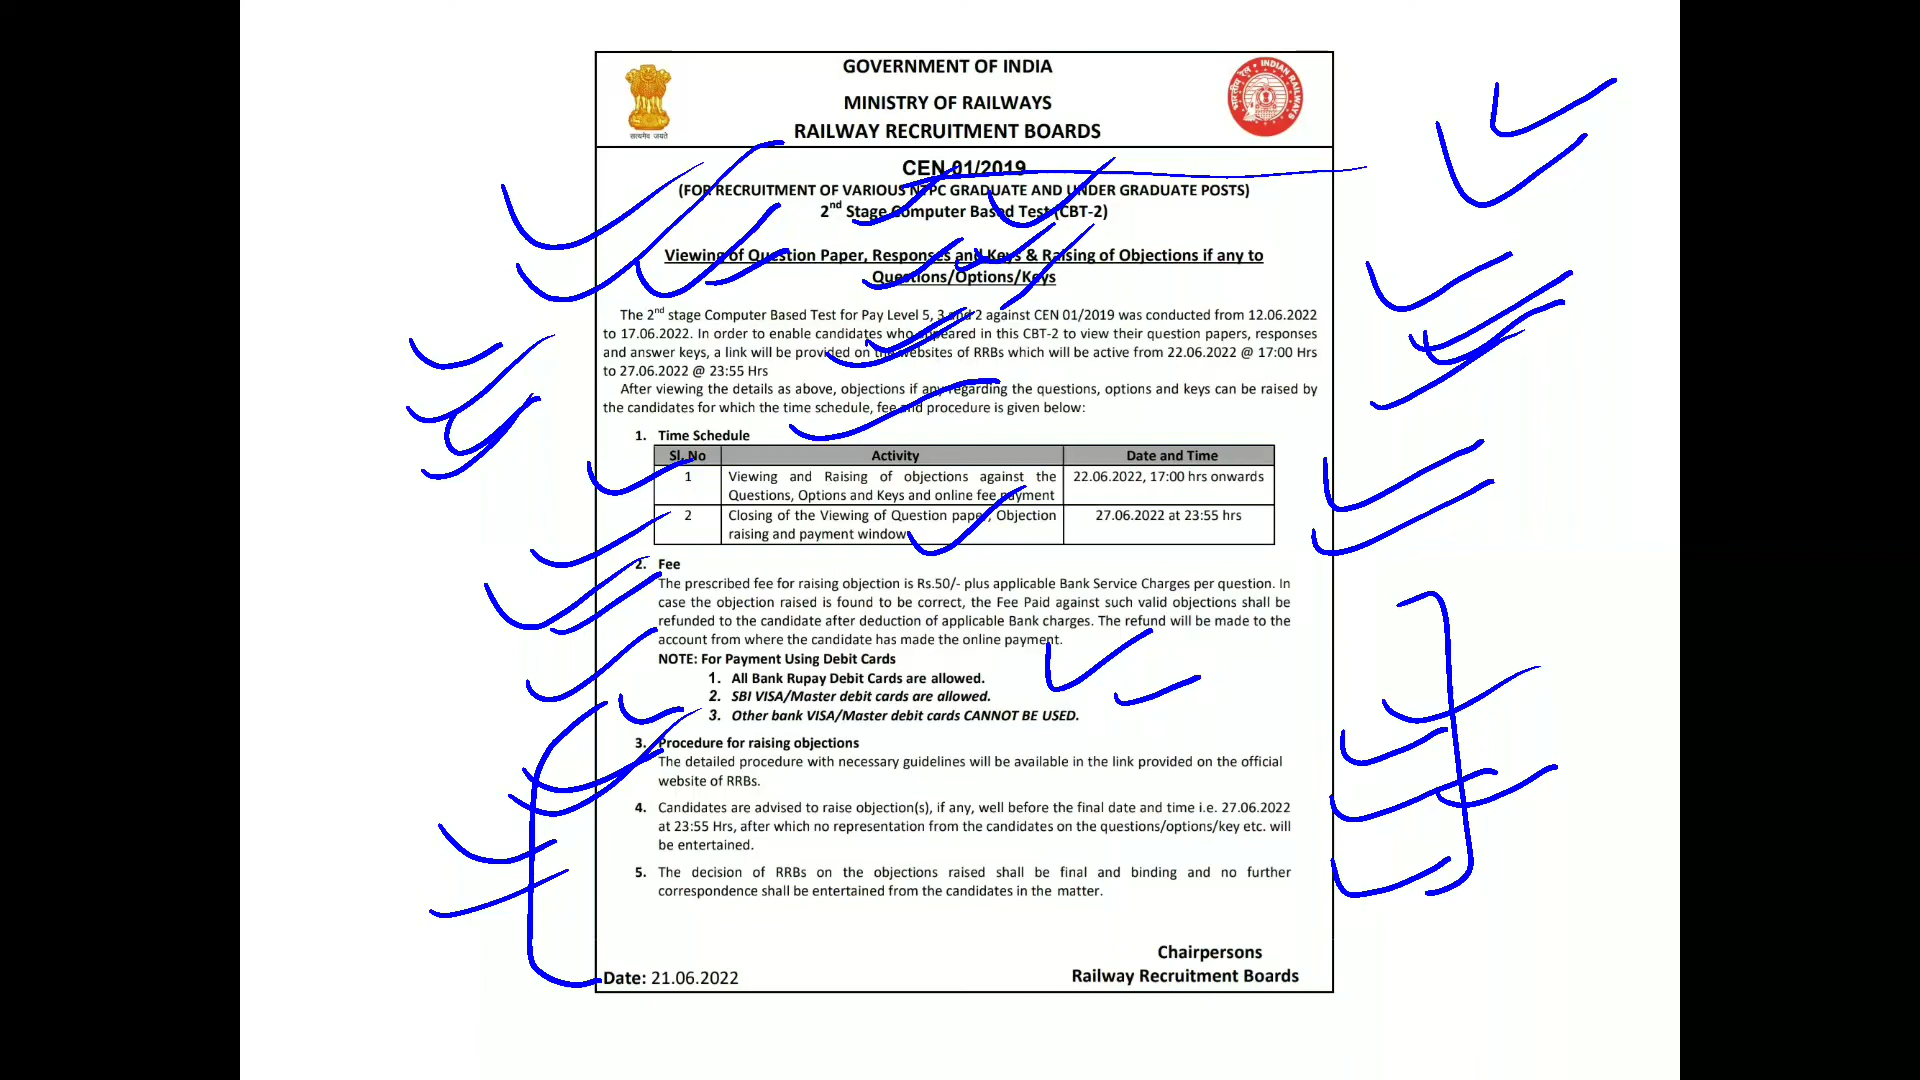 GOVERNMENT OF INDIA
MINISTRY OF RAILWAYS
RAILWAY RECRUITMENT BOARDS
सत्यमेव जयते
भारतीय रेल INDIAN RAILWAYS
CEN 01/2019
(FOR RECRUITMENT OF VARIOUS NTPC GRADUATE AND UNDER GRADUATE POSTS)
2nd Stage Computer Based Test (CBT-2)
Viewing of Question Paper, Responses and Keys & Raising of Objections if any to
Questions/Options/Keys
The 2nd stage Computer Based Test for Pay Level 5, 3 and 2 against CEN 01/2019 was conducted from 12.06.2022
to 17.06.2022. In order to enable candidates who appeared in this CBT-2 to view their question papers, responses
and answer keys, a link will be provided on the websites of RRBs which will be active from 22.06.2022 @ 17:00 Hrs
to 27.06.2022 @ 23:55 Hrs
After viewing the details as above, objections if any regarding the questions, options and keys can be raised by
the candidates for which the time schedule, fee and procedure is given below:
1. Time Schedule
Sl. No Activity Date and Time
1 Viewing and Raising of objections against the 22.06.2022, 17:00 hrs onwards
Questions, Options and Keys and online fee payment
2 Closing of the Viewing of Question paper, Objection 27.06.2022 at 23:55 hrs
raising and payment window
2. Fee
The prescribed fee for raising objection is Rs.50/- plus applicable Bank Service Charges per question. In
case the objection raised is found to be correct, the Fee Paid against such valid objections shall be
refunded to the candidate after deduction of applicable Bank charges. The refund will be made to the
account from where the candidate has made the online payment.
NOTE: For Payment Using Debit Cards
1. All Bank Rupay Debit Cards are allowed.
2. SBI VISA/Master debit cards are allowed.
3. Other bank VISA/Master debit cards CANNOT BE USED.
3. Procedure for raising objections
The detailed procedure with necessary guidelines will be available in the link provided on the official
website of RRBs.
4. Candidates are advised to raise objection(s), if any, well before the final date and time i.e. 27.06.2022
at 23:55 Hrs, after which no representation from the candidates on the questions/options/key etc. will
be entertained.
5. The decision of RRBs on the objections raised shall be final and binding and no further
correspondence shall be entertained from the candidates in the matter.
Chairpersons
Date: 21.06.2022 Railway Recruitment Boards